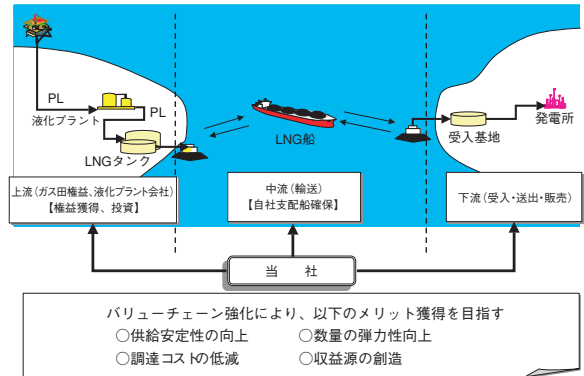 PL
液化プラント
PL
LNGタンク
LNG船
受入基地
発電所
上流（ガス田権益、液化プラント会社）
【権益獲得、投資】
中流（輸送）
【自社支配船確保】
下流（受入・送出・販売）
当　社
バリューチェーン強化により、以下のメリット獲得を目指す
○供給安定性の向上　○数量の弾力性向上
○調達コストの低減　○収益源の創造